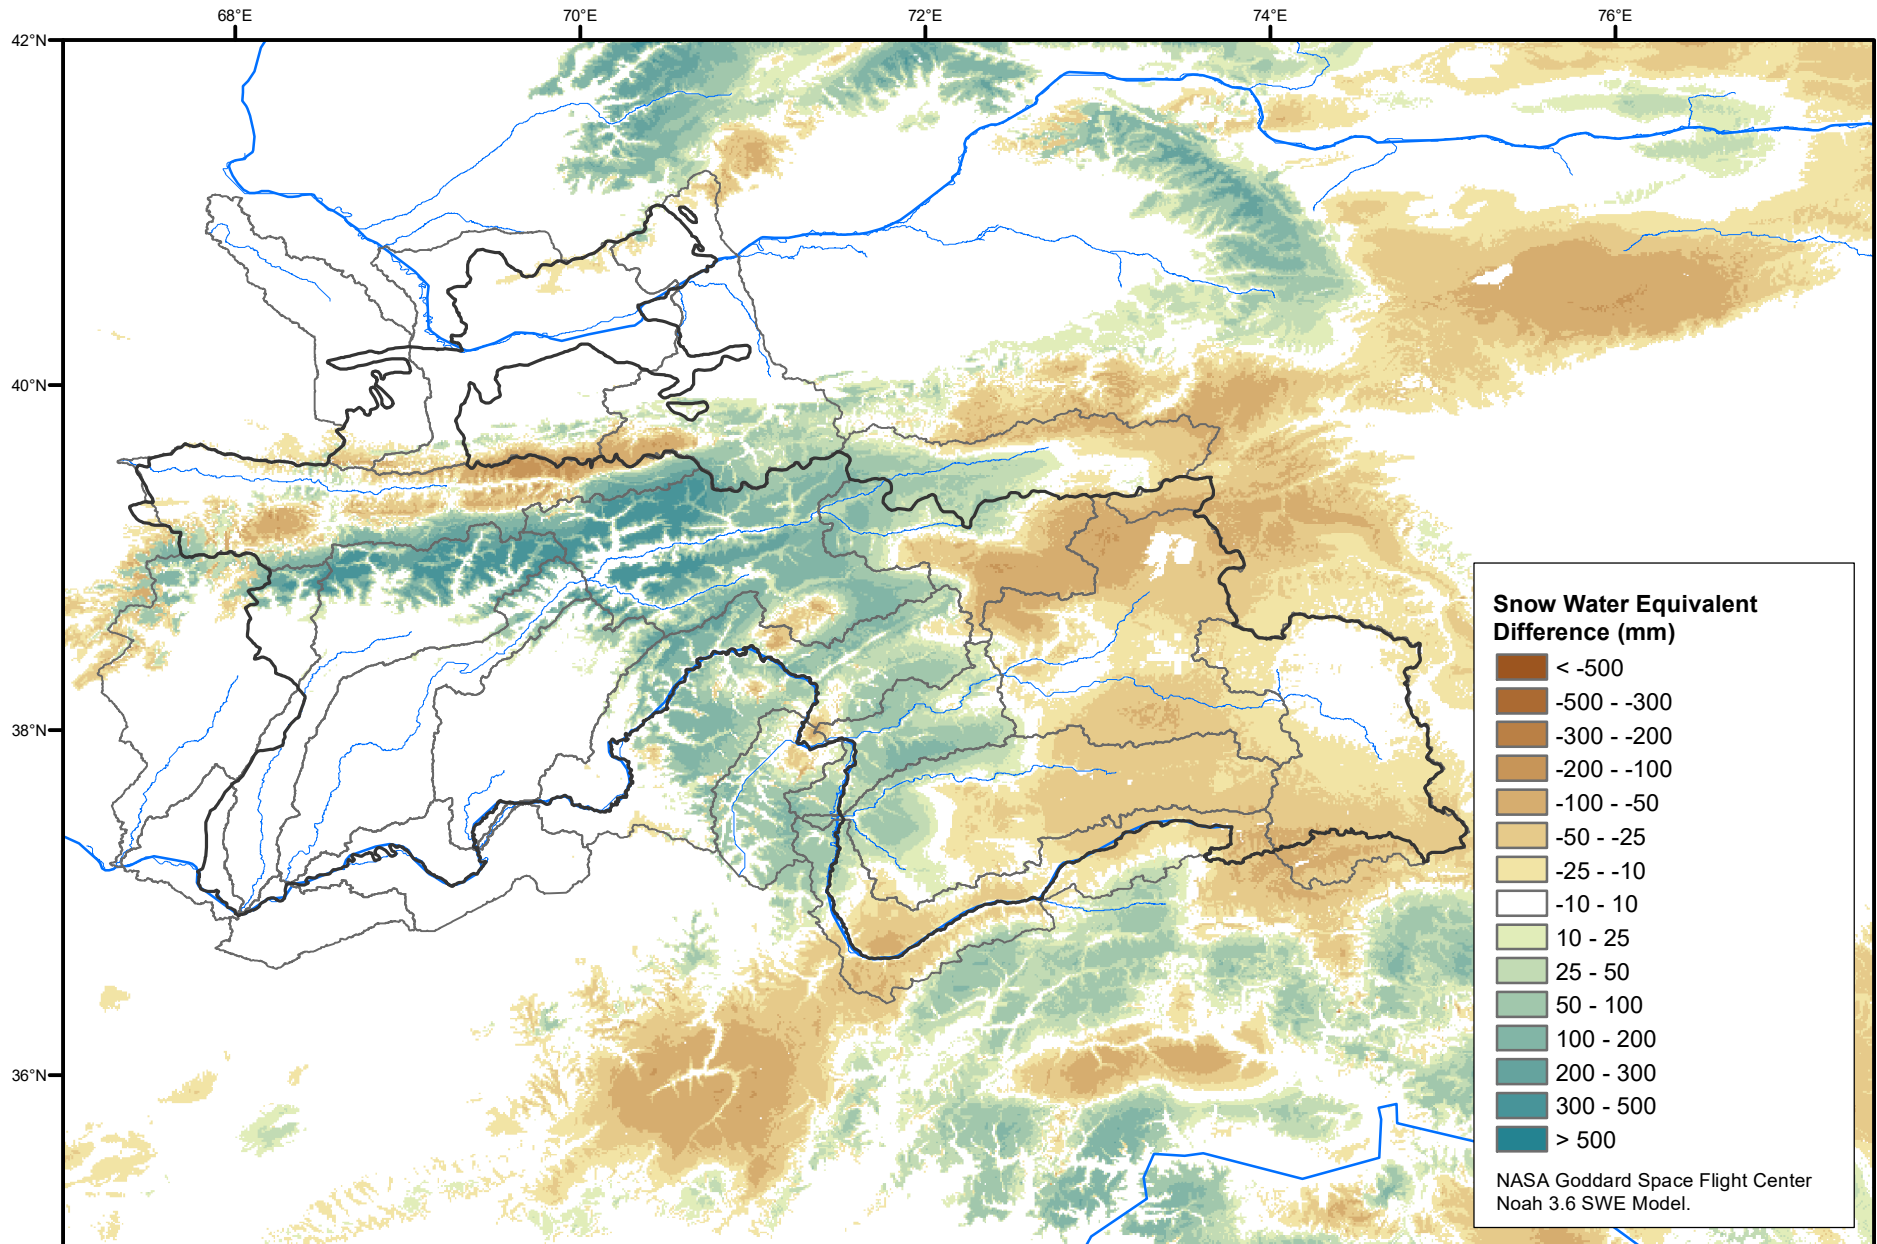 68°E
70°E
72°E
74°E
76°E
42°N
40°N
38°N
36°N
Snow Water Equivalent
Difference (mm)
< -500
-500 - -300
-300 - -200
-200 - -100
-100 - -50
-50 - -25
-25 - -10
-10 - 10
10 - 25
25 - 50
50 - 100
100 - 200
200 - 300
300 - 500
> 500
NASA Goddard Space Flight Center
Noah 3.6 SWE Model.